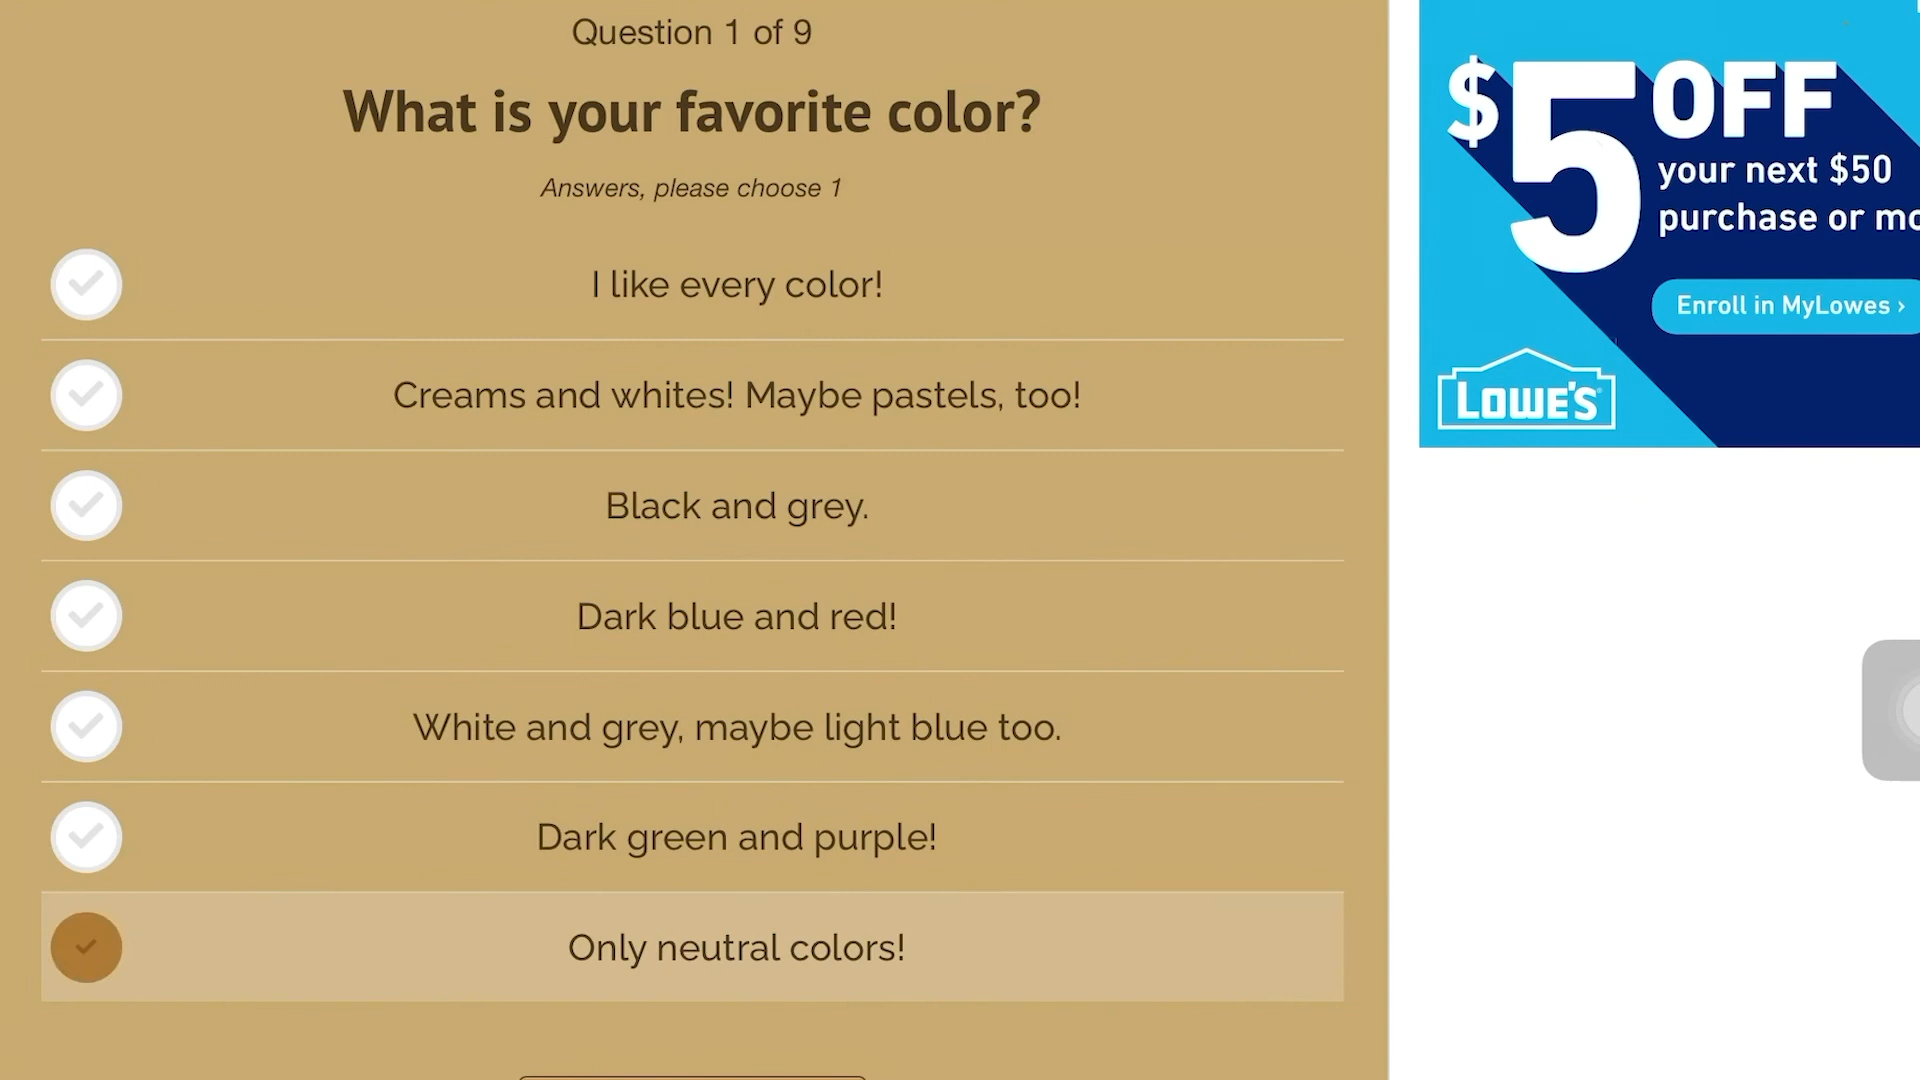 Question 1 of 9
What is your favorite color?
Answers, please choose 1
I like every color!
Creams and whites! Maybe pastels, too!
Black and grey.
Dark blue and red!
White and grey, maybe light blue too.
Dark green and purple!
Only neutral colors!
$5 OFF
your next $50
purchase or mo
Enroll in MyLowes ›
LOWE'S